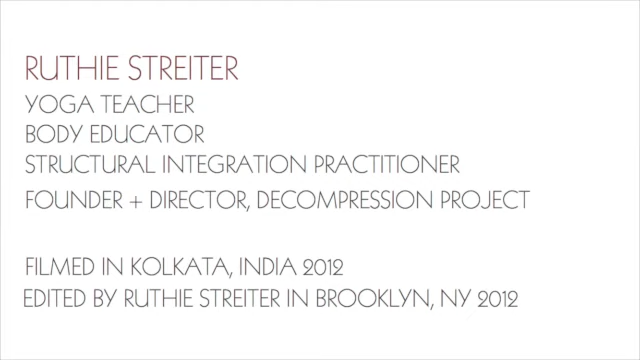 RUTHIE STREITER
YOGA TEACHER
BODY EDUCATOR
STRUCTURAL INTEGRATION PRACTITIONER
FOUNDER + DIRECTOR, DECOMPRESSION PROJECT
FILMED IN KOLKATA, INDIA 2012
EDITED BY RUTHIE STREITER IN BROOKLYN, NY 2012